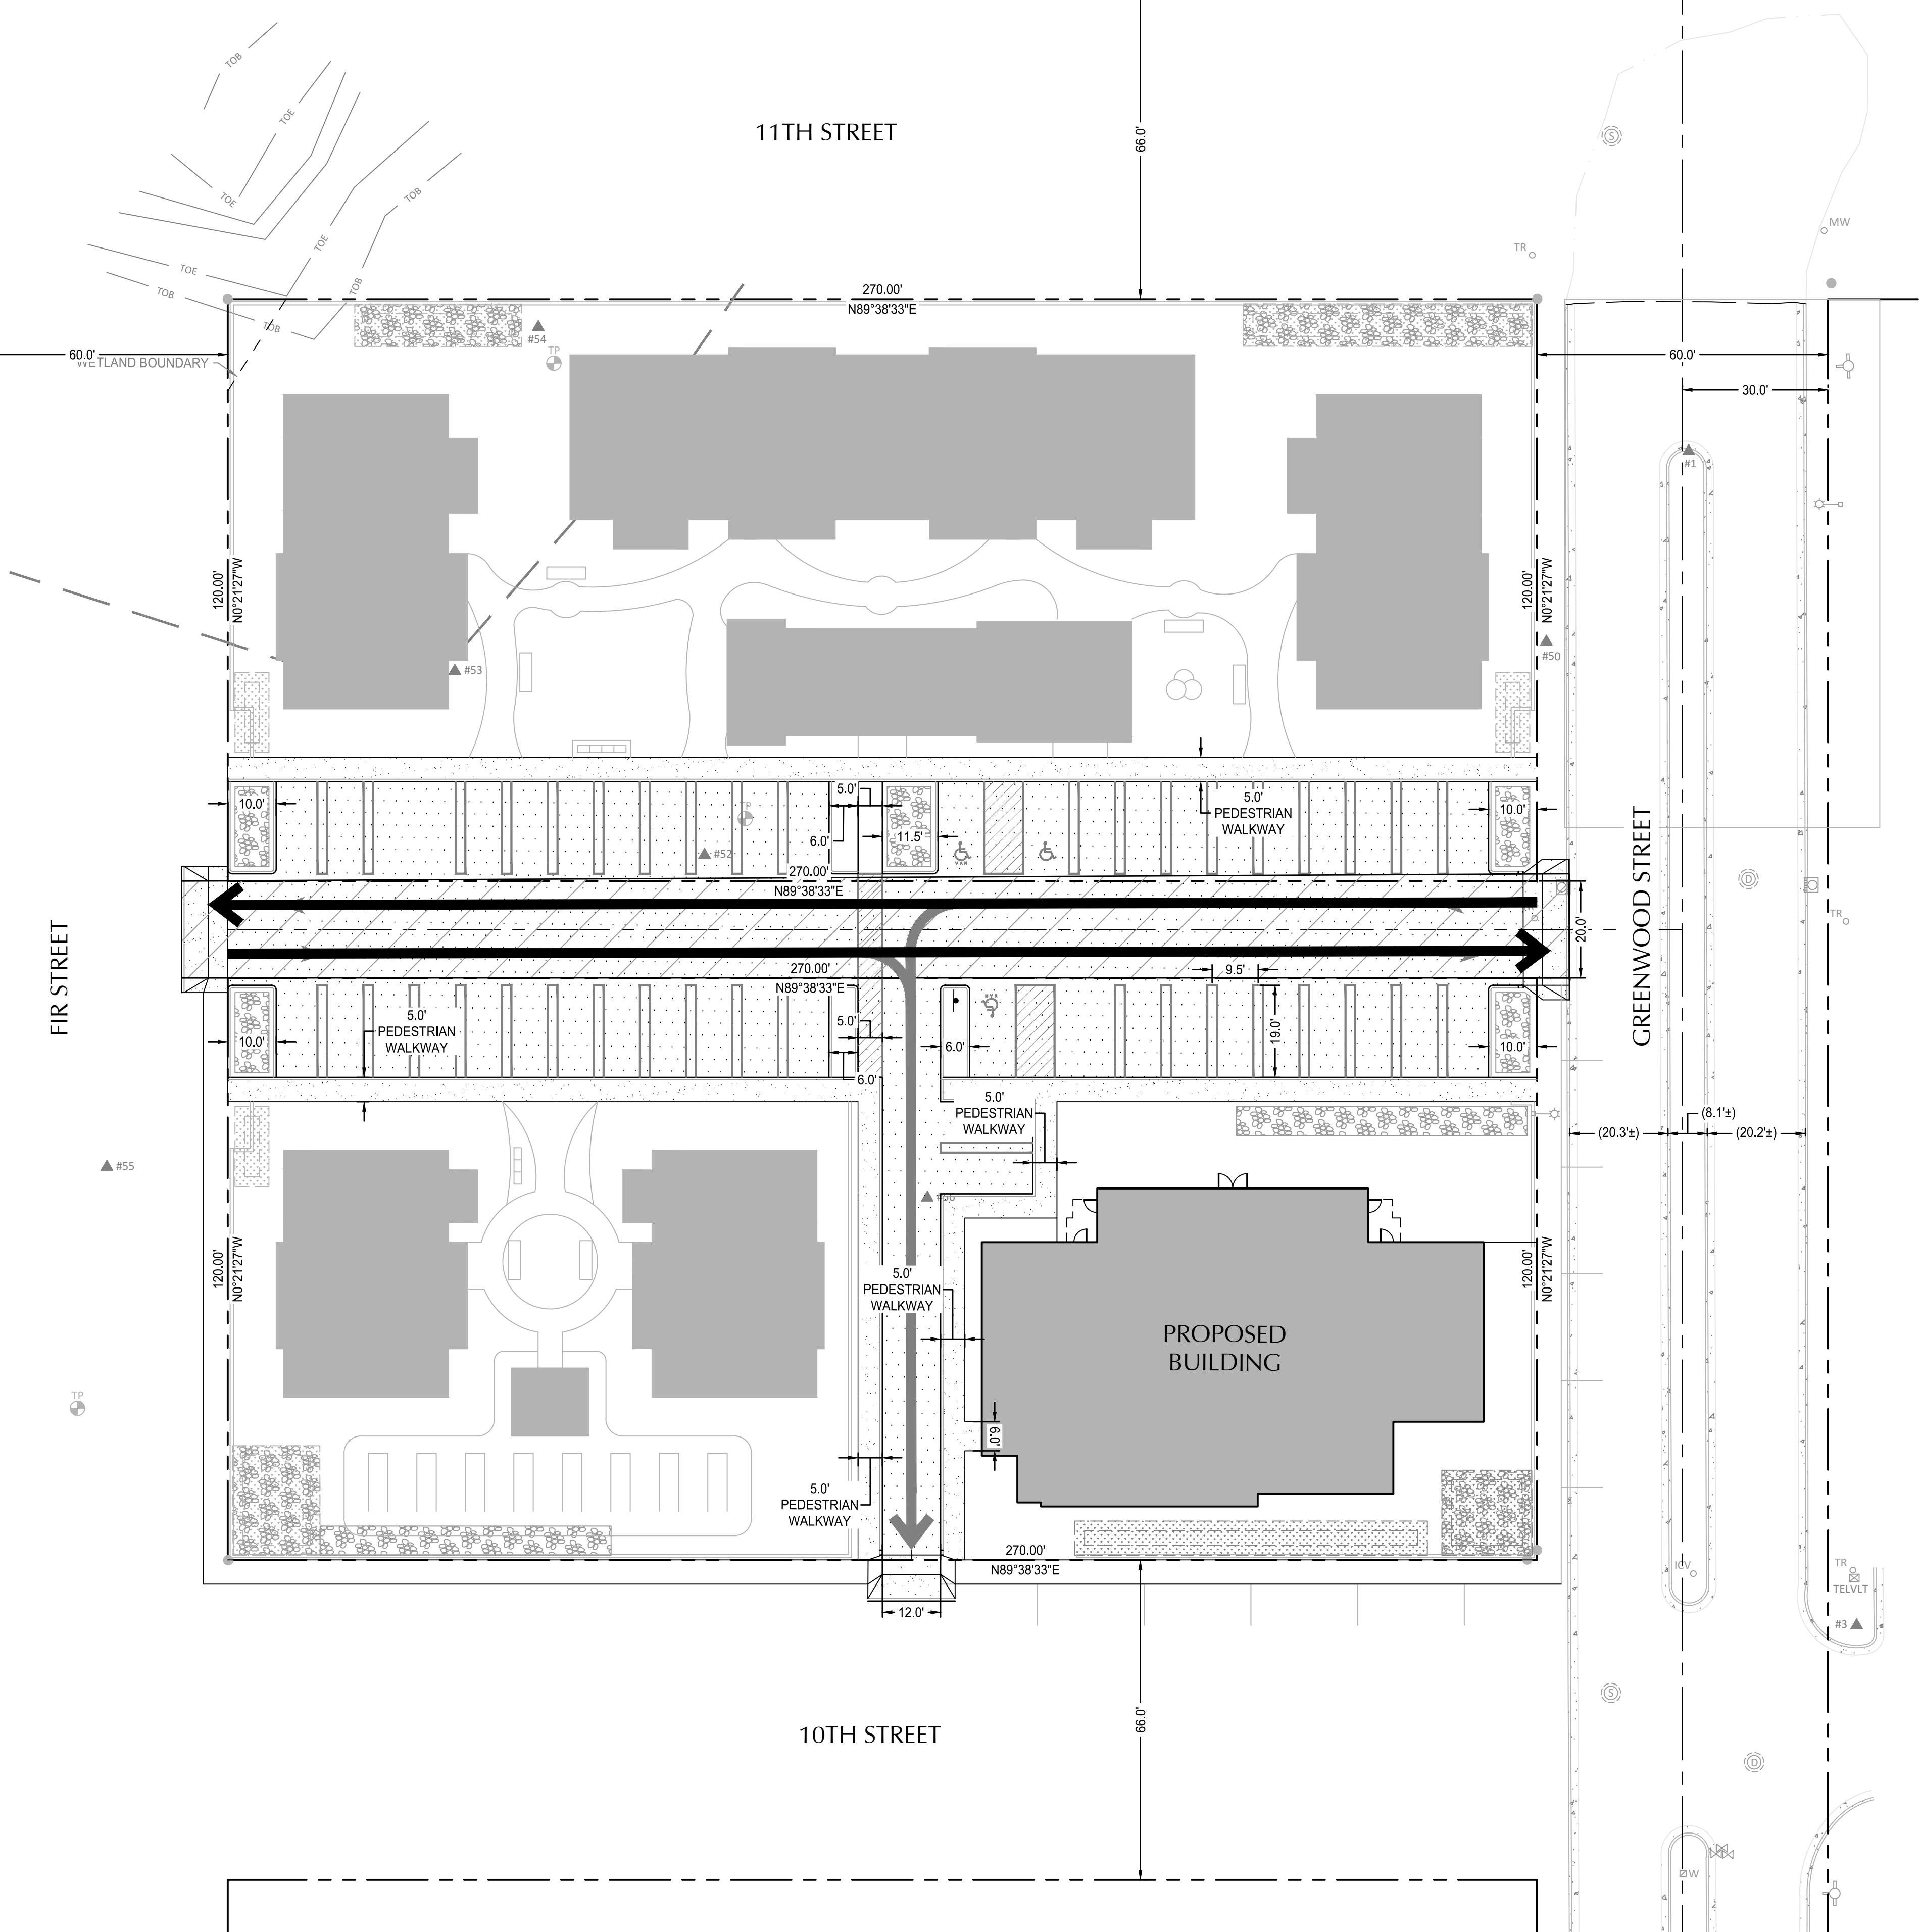 TOB
TOE
11TH STREET
66.0'
S
TOB
TOE
TOE
MW
TR
TOE
TOB
TOB
270.00'
N89°38'33"E
TOB
#54
TP
60.0'
WETLAND BOUNDARY
60.0'
30.0'
#1
120.00'
N0°21'27"W
120.00'
N0°21'27"W
#50
#53
10.0'
5.0'
6.0'
11.5'
5.0'
PEDESTRIAN
WALKWAY
10.0'
TP
#52
VAN
270.00'
N89°38'33"E
D
TR
FIR STREET
GREENWOOD STREET
20.0'
270.00'
N89°38'33"E
9.5'
5.0'
PEDESTRIAN
WALKWAY
5.0'
VAN
19.0'
10.0'
6.0'
10.0'
6.0'
5.0'
PEDESTRIAN
WALKWAY
(8.1'±)
(20.3'±)
(20.2'±)
#55
#56
120.00'
N0°21'27"W
5.0'
PEDESTRIAN
WALKWAY
120.00'
N0°21'27"W
PROPOSED
BUILDING
TP
6.0'
5.0'
PEDESTRIAN
WALKWAY
270.00'
N89°38'33"E
ICV
TR
TELVLT
12.0'
#3
S
10TH STREET
66.0'
D
W